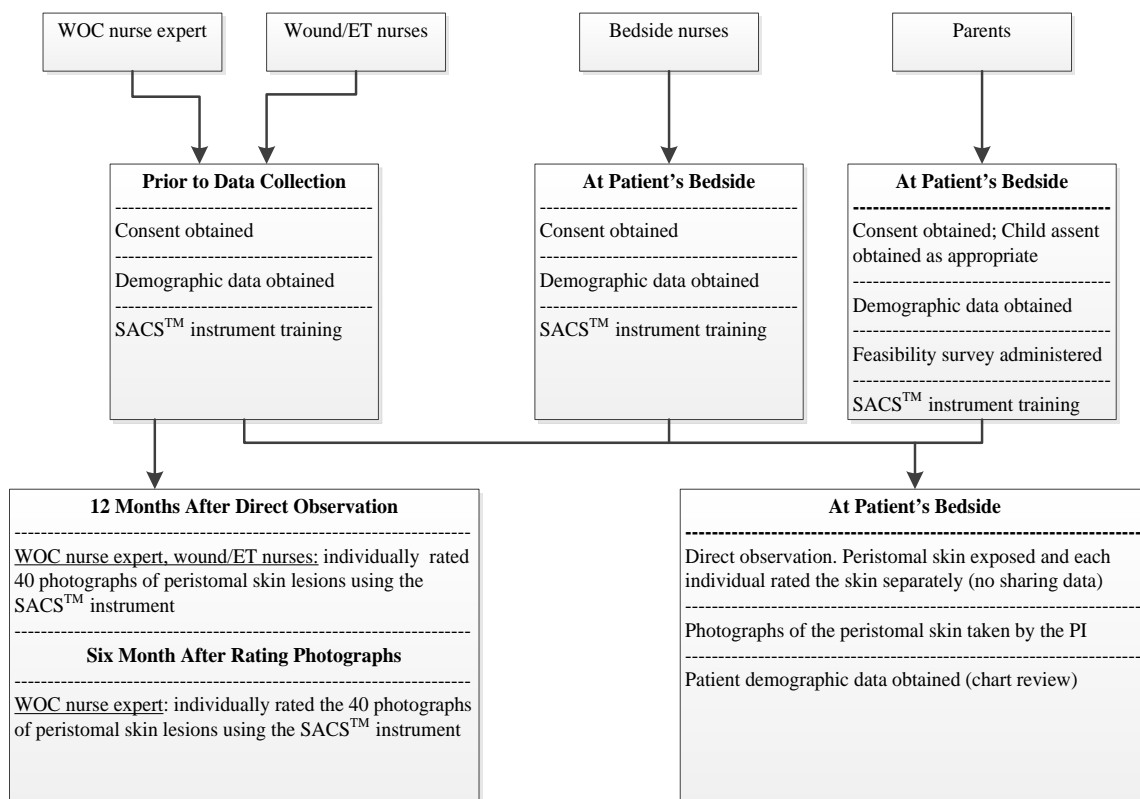 WOC nurse expert
Wound/ET nurses
Bedside nurses
Parents
Prior to Data Collection
Consent obtained
Demographic data obtained
SACS™ instrument training
At Patient's Bedside
Consent obtained
Demographic data obtained
SACS™ instrument training
At Patient's Bedside
Consent obtained; Child assent
obtained as appropriate
Demographic data obtained
Feasibility survey administered
SACS™ instrument training
12 Months After Direct Observation
WOC nurse expert, wound/ET nurses: individually rated
40 photographs of peristomal skin lesions using the
SACS™ instrument
Six Month After Rating Photographs
WOC nurse expert: individually rated the 40 photographs
of peristomal skin lesions using the SACS™ instrument
At Patient's Bedside
Direct observation. Peristomal skin exposed and each
individual rated the skin separately (no sharing data)
Photographs of the peristomal skin taken by the PI
Patient demographic data obtained (chart review)